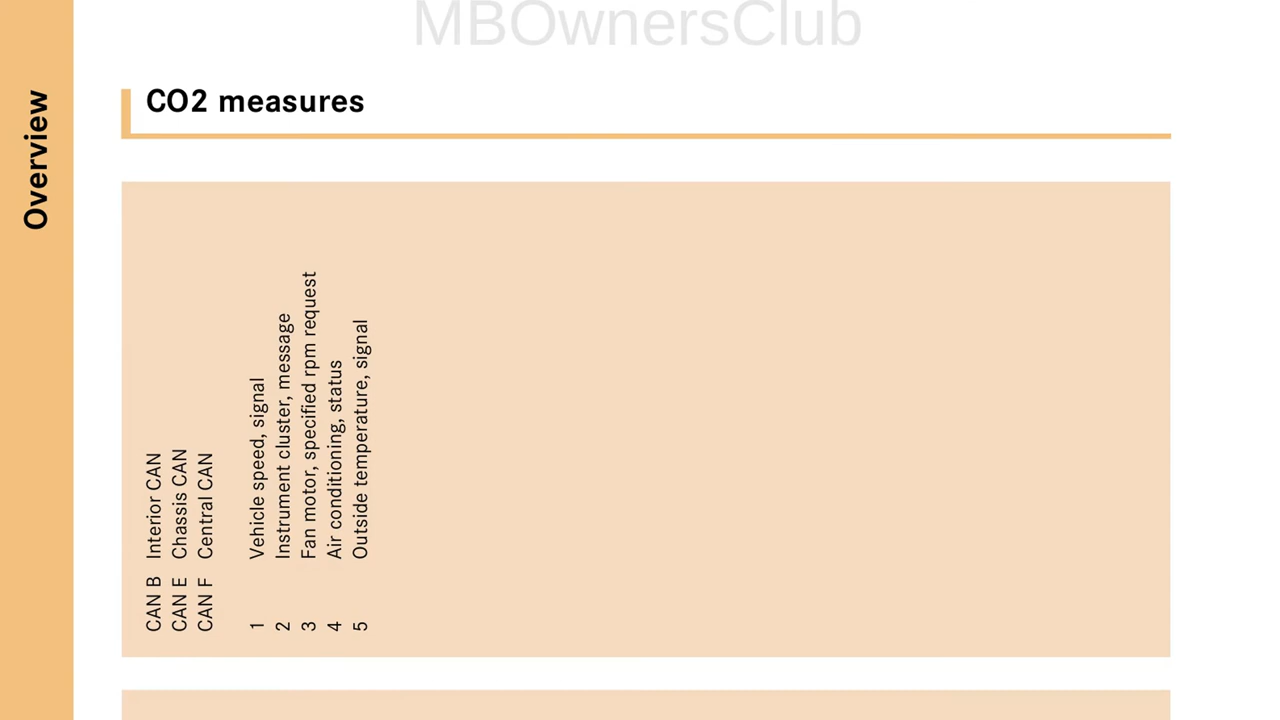 MBOwnersClub
Overview
CO2 measures
CAN B Interior CAN
CAN E Chassis CAN
CAN F Central CAN
1 Vehicle speed, signal
2 Instrument cluster, message
3 Fan motor, specified rpm request
4 Air conditioning, status
5 Outside temperature, signal